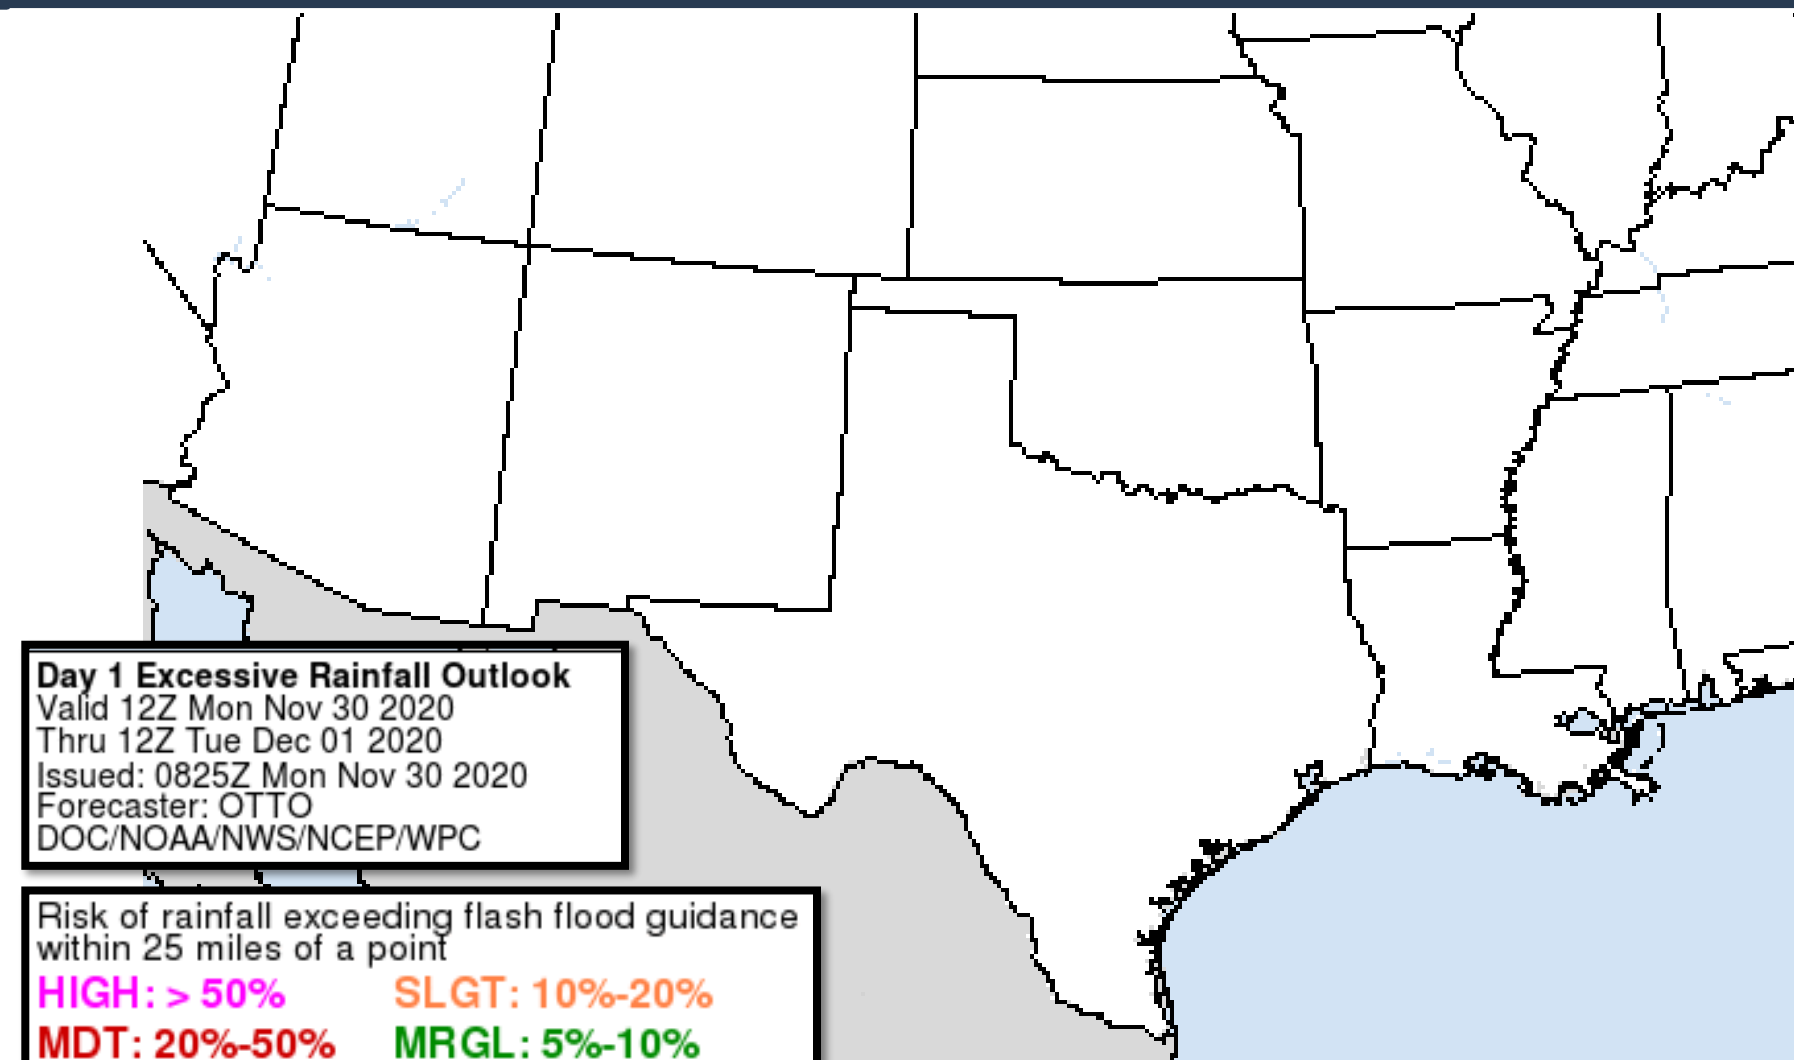 Day 1 Excessive Rainfall Outlook
Valid 12Z Mon Nov 30 2020
Thru 12Z Tue Dec 01 2020
Issued: 0825Z Mon Nov 30 2020
Forecaster: OTTO
DOC/NOAA/NWS/NCEP/WPC
Risk of rainfall exceeding flash flood guidance
within 25 miles of a point
HIGH: > 50% SLGT: 10%-20%
MDT: 20%-50% MRGL: 5%-10%